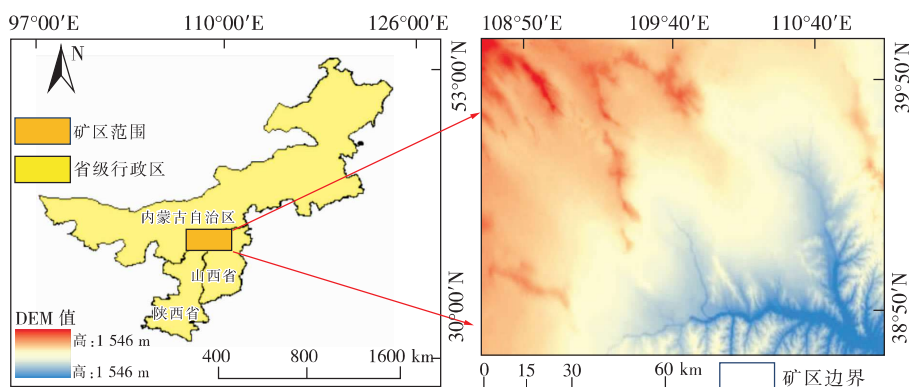 97°00′E 110°00′E 126°00′E
108°50′E 109°40′E 110°40′E
N
53°00′N
39°50′N
矿区范围
省级行政区
内蒙古自治区
山西省
陕西省
30°00′N
38°50′N
DEM 值
高:1 546 m
高:1 546 m
400 800 1600 km
0 15 30 60 km
矿区边界